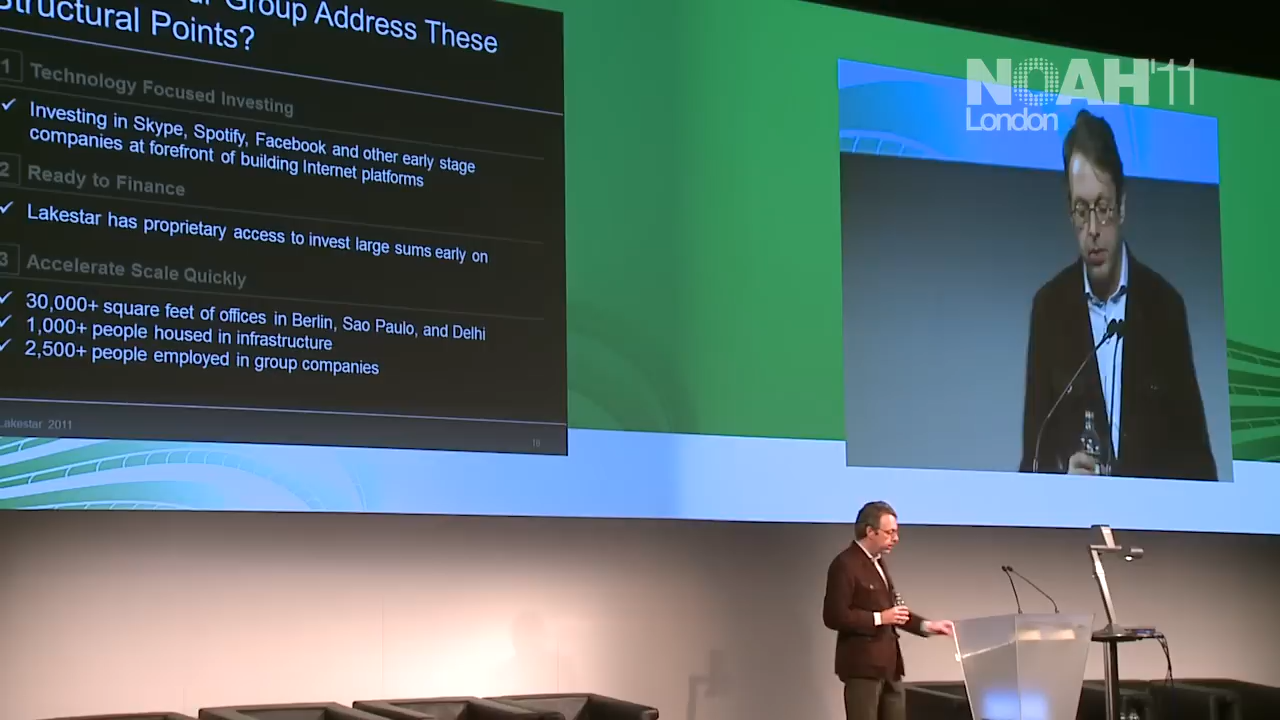 Group Address These
Structural Points?
1 Technology Focused Investing
✓ Investing in Skype, Spotify, Facebook and other early stage
companies at forefront of building Internet platforms
2 Ready to Finance
✓ Lakestar has proprietary access to invest large sums early on
3 Accelerate Scale Quickly
✓ 30,000+ square feet of offices in Berlin, Sao Paulo, and Delhi
✓ 1,000+ people housed in infrastructure
✓ 2,500+ people employed in group companies
Lakestar 2011
16
NOAH'11
London